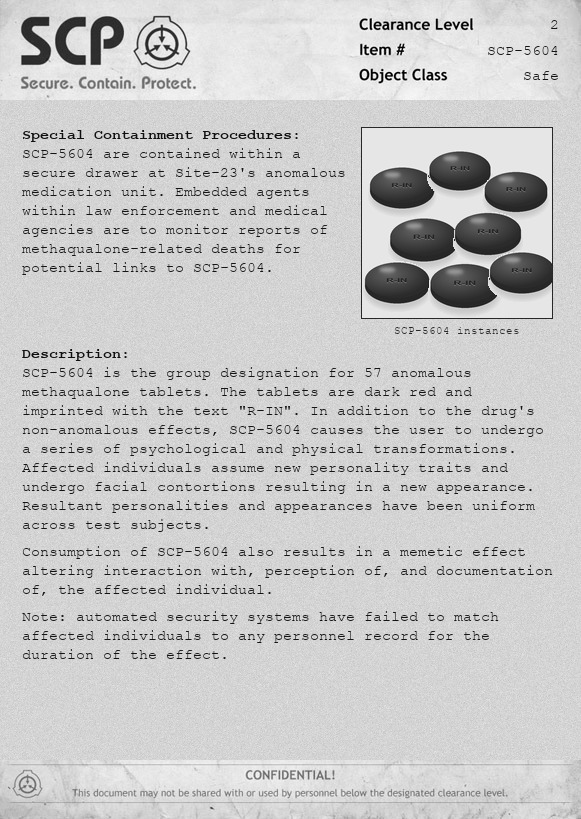 SCP
Secure. Contain. Protect.
Clearance Level 2
Item # SCP-5604
Object Class Safe
Special Containment Procedures:
SCP-5604 are contained within a
secure drawer at Site-23's anomalous
medication unit. Embedded agents
within law enforcement and medical
agencies are to monitor reports of
methaqualone-related deaths for
potential links to SCP-5604.
R-IN
R-IN
R-IN
R-IN
R-IN
R-IN
R-IN
R-IN
SCP-5604 instances
Description:
SCP-5604 is the group designation for 57 anomalous
methaqualone tablets. The tablets are dark red and
imprinted with the text "R-IN". In addition to the drug's
non-anomalous effects, SCP-5604 causes the user to undergo
a series of psychological and physical transformations.
Affected individuals assume new personality traits and
undergo facial contortions resulting in a new appearance.
Resultant personalities and appearances have been uniform
across test subjects.
Consumption of SCP-5604 also results in a memetic effect
altering interaction with, perception of, and documentation
of, the affected individual.
Note: automated security systems have failed to match
affected individuals to any personnel record for the
duration of the effect.
CONFIDENTIAL!
This document may not be shared with or used by personnel below the designated clearance level.